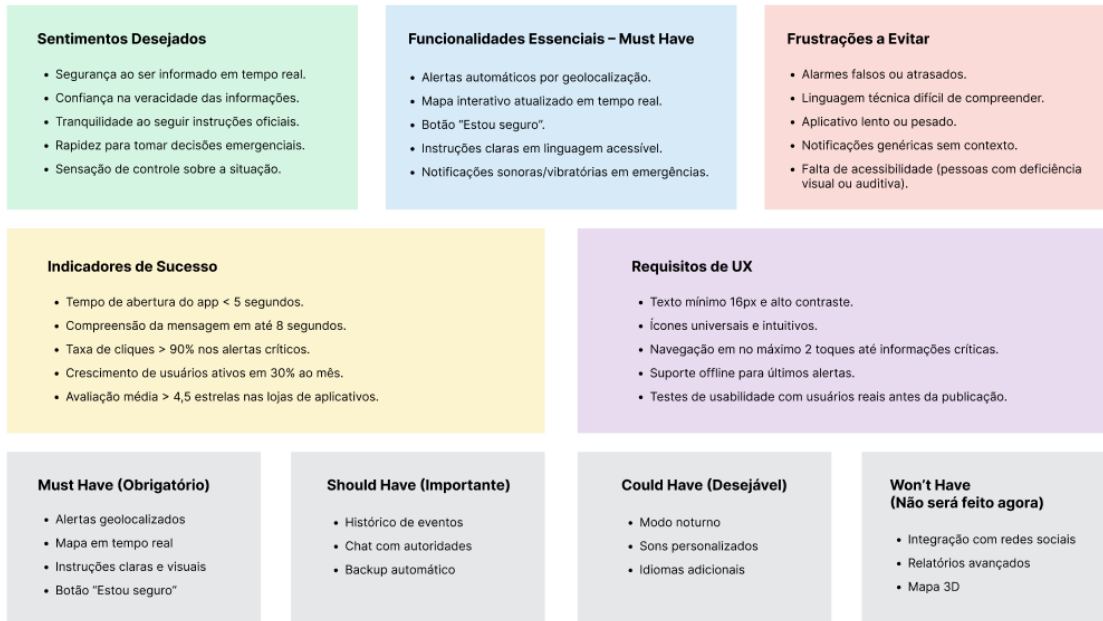 Sentimentos Desejados
• Segurança ao ser informado em tempo real.
• Confiança na veracidade das informações.
• Tranquilidade ao seguir instruções oficiais.
• Rapidez para tomar decisões emergenciais.
• Sensação de controle sobre a situação.
Funcionalidades Essenciais – Must Have
• Alertas automáticos por geolocalização.
• Mapa interativo atualizado em tempo real.
• Botão “Estou seguro”.
• Instruções claras em linguagem acessível.
• Notificações sonoras/vibratórias em emergências.
Frustrações a Evitar
• Alarmes falsos ou atrasados.
• Linguagem técnica difícil de compreender.
• Aplicativo lento ou pesado.
• Notificações genéricas sem contexto.
• Falta de acessibilidade (pessoas com deficiência
visual ou auditiva).
Indicadores de Sucesso
• Tempo de abertura do app < 5 segundos.
• Compreensão da mensagem em até 8 segundos.
• Taxa de cliques > 90% nos alertas críticos.
• Crescimento de usuários ativos em 30% ao mês.
• Avaliação média > 4,5 estrelas nas lojas de aplicativos.
Requisitos de UX
• Texto mínimo 16px e alto contraste.
• Ícones universais e intuitivos.
• Navegação em no máximo 2 toques até informações críticas.
• Suporte offline para últimos alertas.
• Testes de usabilidade com usuários reais antes da publicação.
Must Have (Obrigatório)
• Alertas geolocalizados
• Mapa em tempo real
• Instruções claras e visuais
• Botão “Estou seguro”
Should Have (Importante)
• Histórico de eventos
• Chat com autoridades
• Backup automático
Could Have (Desejável)
• Modo noturno
• Sons personalizados
• Idiomas adicionais
Won’t Have
(Não será feito agora)
• Integração com redes sociais
• Relatórios avançados
• Mapa 3D